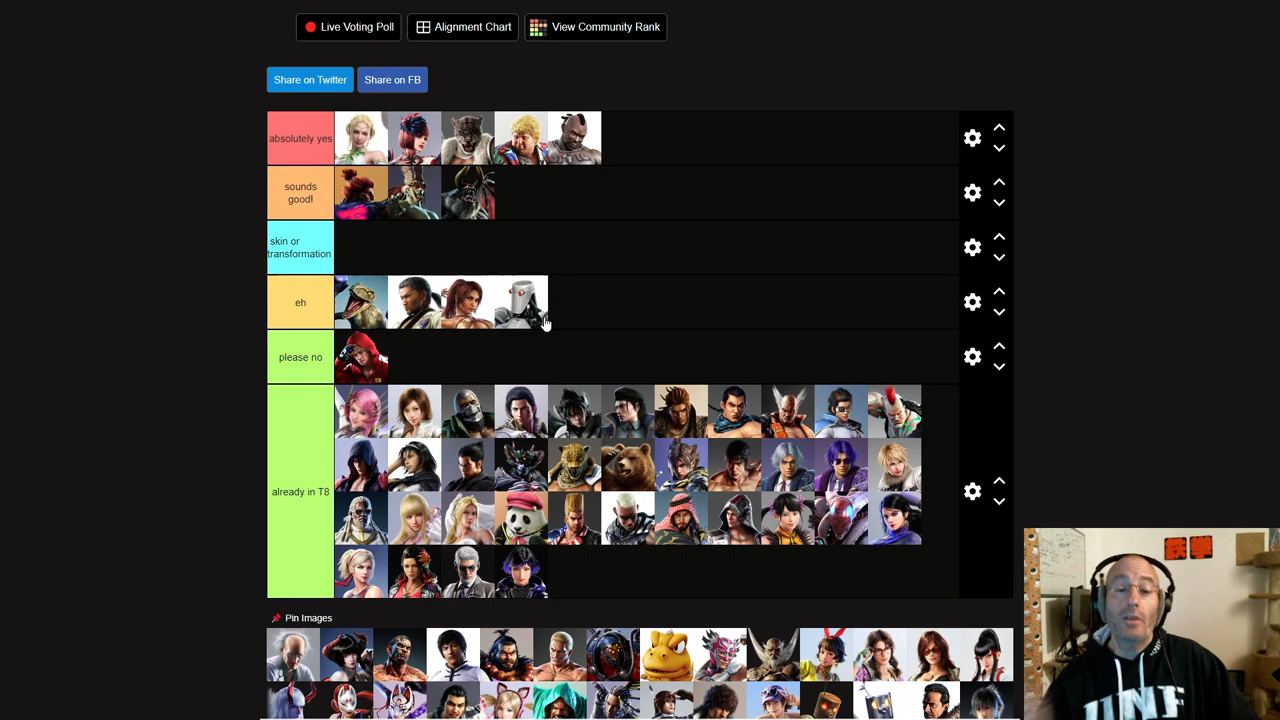 Live Voting Poll
Alignment Chart
View Community Rank
Share on Twitter
Share on FB
absolutely yes
sounds
good!
skin or
transformation
eh
please no
already in T8
Pin Images